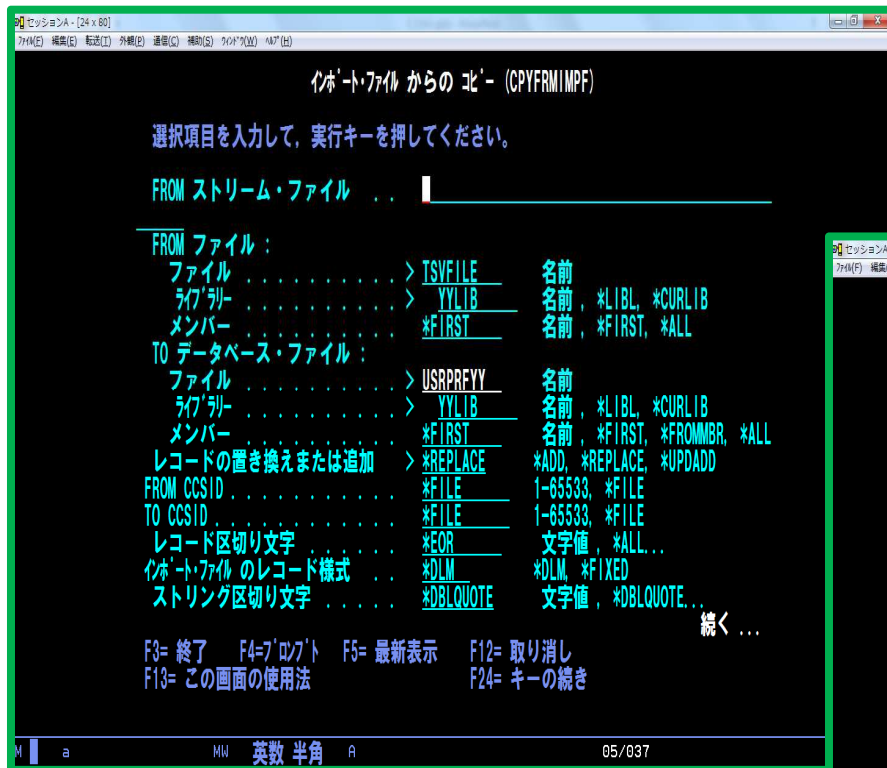 セッションA - [24 x 80]
ファイル(F) 編集(E) 転送(T) 外観(P) 通信(C) 補助(S) ウィンドウ(W) ヘルプ(H)
インポート・ファイル からの コピー (CPYFRMIMPF)
選択項目を入力して, 実行キーを押してください。
FROM ストリーム・ファイル . .
FROM ファイル :
ファイル . . . . . . . . . . > TSVFILE 名前
ライブラリー . . . . . . . . . . > YYLIB 名前 , *LIBL, *CURLIB
メンバー . . . . . . . . . . *FIRST 名前 , *FIRST, *ALL
TO データベース・ファイル :
ファイル . . . . . . . . . . > USRPRFYY 名前
ライブラリー . . . . . . . . . . > YYLIB 名前 , *LIBL, *CURLIB
メンバー . . . . . . . . . . *FIRST 名前 , *FIRST, *FROMMBR, *ALL
レコードの置き換えまたは追加 > *REPLACE *ADD, *REPLACE, *UPDADD
FROM CCSID . . . . . . . . . . . *FILE 1-65533, *FILE
TO CCSID . . . . . . . . . . . . *FILE 1-65533, *FILE
レコード区切り文字 . . . . . . *EOR 文字値 , *ALL...
インポート・ファイル のレコード様式 . . *DLM *DLM, *FIXED
ストリング区切り文字 . . . . . *DBLQUOTE 文字値 , *DBLQUOTE...
続く ...
F3= 終了 F4=プロンプト F5= 最新表示 F12= 取り消し
F13= この画面の使用法 F24= キーの続き
M a MW 英数 半角 A 05/037
セッションA
ファイル(F) 編集